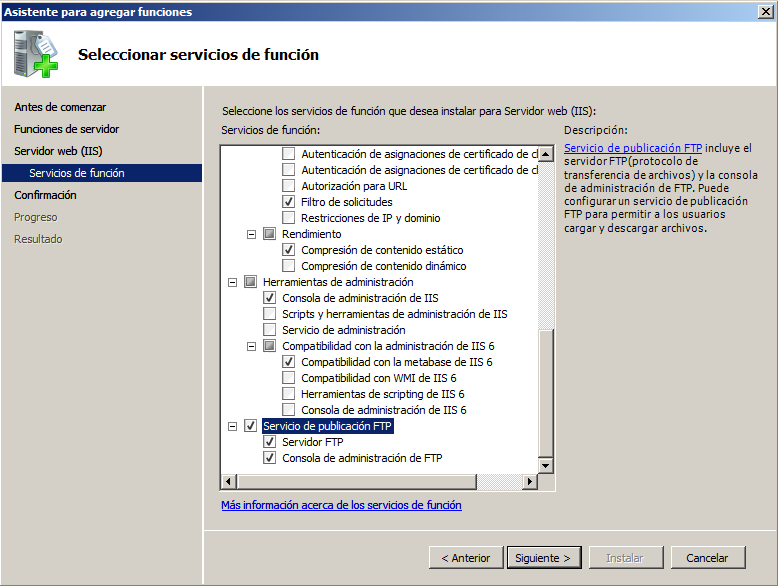 Asistente para agregar funciones
Seleccionar servicios de función
Antes de comenzar
Funciones de servidor
Servidor web (IIS)
Servicios de función
Confirmación
Progreso
Resultado
Seleccione los servicios de función que desea instalar para Servidor web (IIS):
Servicios de función:
Autenticación de asignaciones de certificado de cl
Autenticación de asignaciones de certificado de cl
Autorización para URL
Filtro de solicitudes
Restricciones de IP y dominio
Rendimiento
Compresión de contenido estático
Compresión de contenido dinámico
Herramientas de administración
Consola de administración de IIS
Scripts y herramientas de administración de IIS
Servicio de administración
Compatibilidad con la administración de IIS 6
Compatibilidad con la metabase de IIS 6
Compatibilidad con WMI de IIS 6
Herramientas de scripting de IIS 6
Consola de administración de IIS 6
Servicio de publicación FTP
Servidor FTP
Consola de administración de FTP
Más información acerca de los servicios de función
Descripción:
Servicio de publicación FTP incluye el
servidor FTP(protocolo de
transferencia de archivos) y la consola
de administración de FTP. Puede
configurar un servicio de publicación
FTP para permitir a los usuarios
cargar y descargar archivos.
< Anterior
Siguiente >
Instalar
Cancelar